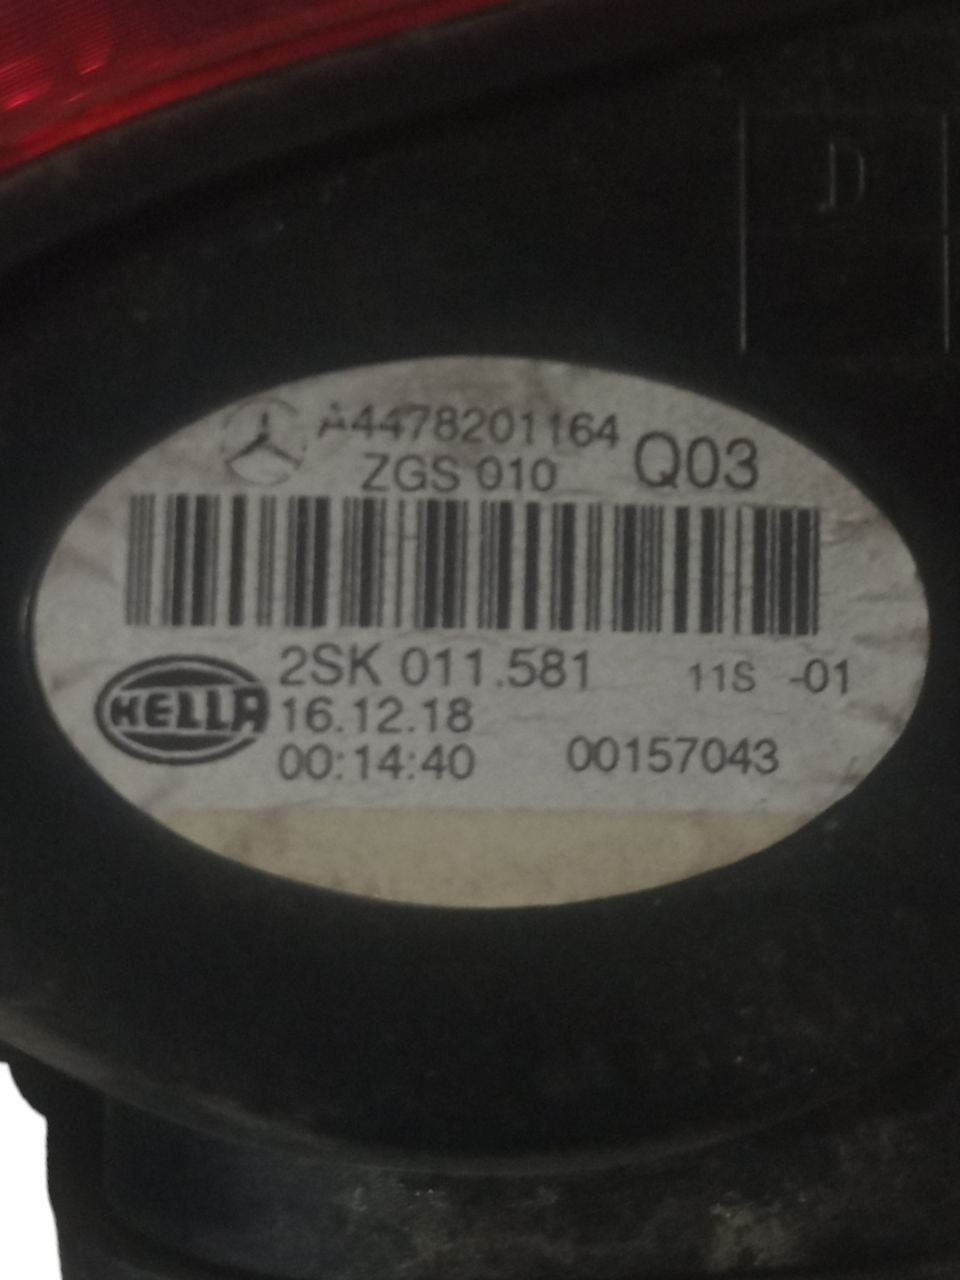 D
A4478201164
ZGS 010
Q03
2SK 011.581 11S -01
HELLA
16.12.18
00:14:40 00157043